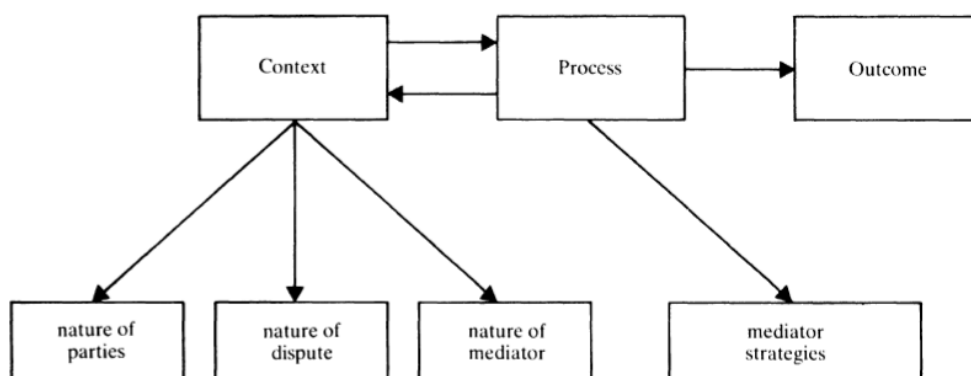 Context
Process
Outcome
nature of
parties
nature of
dispute
nature of
mediator
mediator
strategies